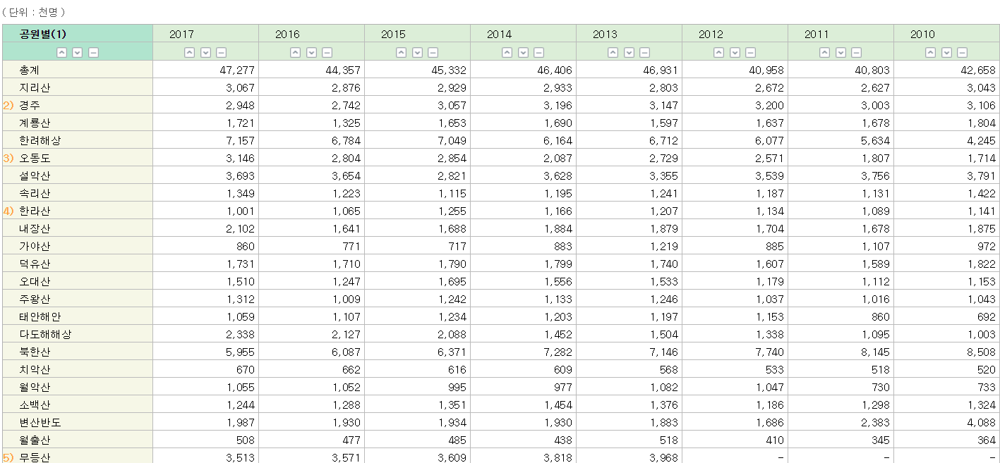 ( 단위 : 천명 )
공원별(1) 2017 2016 2015 2014 2013 2012 2011 2010
총계 47,277 44,357 45,332 46,406 46,931 40,958 40,803 42,658
지리산 3,067 2,876 2,929 2,933 2,803 2,672 2,627 3,043
2) 경주 2,948 2,742 3,057 3,196 3,147 3,200 3,003 3,106
계룡산 1,721 1,325 1,653 1,690 1,597 1,637 1,678 1,804
한려해상 7,157 6,784 7,049 6,164 6,712 6,077 5,634 4,245
3) 오동도 3,146 2,804 2,854 2,087 2,729 2,571 1,807 1,714
설악산 3,693 3,654 2,821 3,628 3,355 3,539 3,756 3,791
속리산 1,349 1,223 1,115 1,195 1,241 1,187 1,131 1,422
4) 한라산 1,001 1,065 1,255 1,166 1,207 1,134 1,089 1,141
내장산 2,102 1,641 1,688 1,884 1,879 1,704 1,678 1,875
가야산 860 771 717 883 1,219 885 1,107 972
덕유산 1,731 1,710 1,790 1,799 1,740 1,607 1,589 1,822
오대산 1,510 1,247 1,695 1,556 1,533 1,179 1,112 1,153
주왕산 1,312 1,009 1,242 1,133 1,246 1,037 1,016 1,043
태안해안 1,059 1,107 1,234 1,203 1,197 1,153 860 692
다도해해상 2,338 2,127 2,088 1,452 1,504 1,338 1,095 1,003
북한산 5,955 6,087 6,371 7,282 7,146 7,740 8,145 8,508
치악산 670 662 616 609 568 533 518 520
월악산 1,055 1,052 995 977 1,082 1,047 730 733
소백산 1,244 1,288 1,351 1,454 1,376 1,186 1,298 1,324
변산반도 1,987 1,930 1,934 1,930 1,883 1,686 2,383 4,088
월출산 508 477 485 438 518 410 345 364
5) 무등산 3,513 3,571 3,609 3,818 3,968 - - -